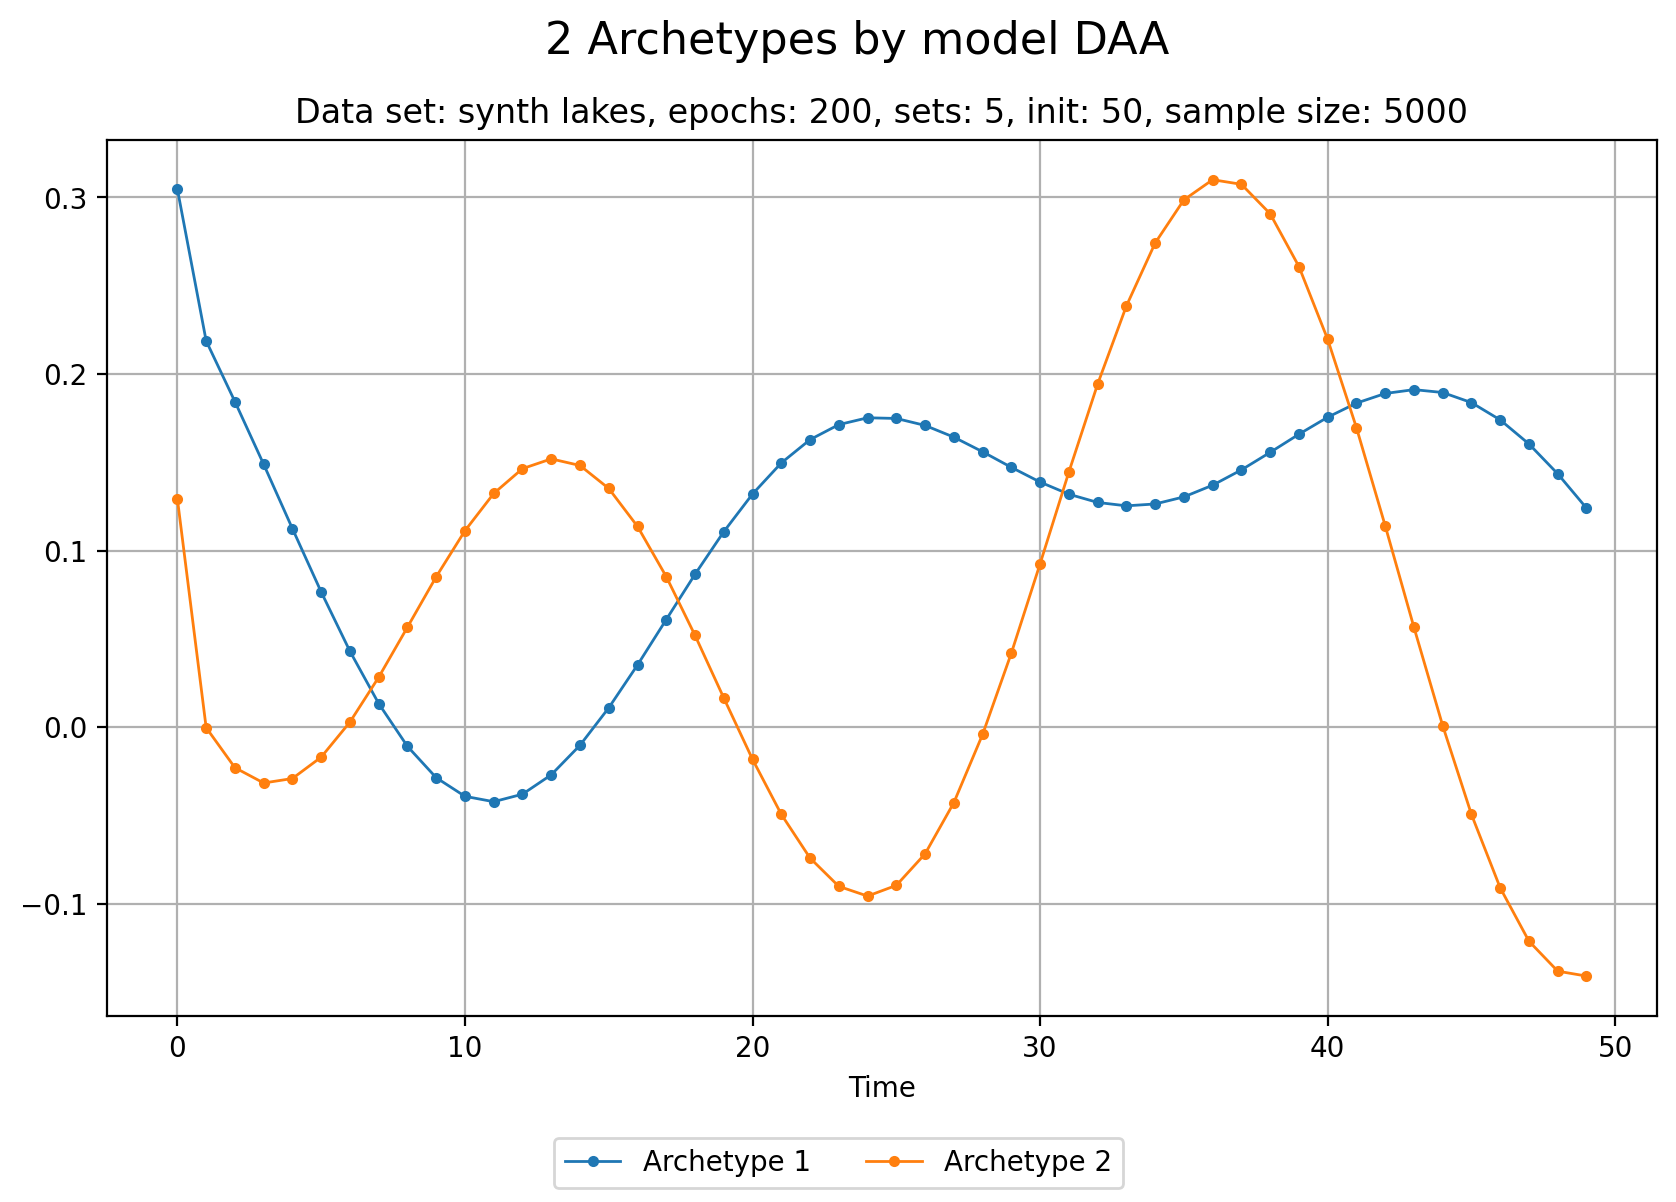 2 Archetypes by model DAA
Data set: synth lakes, epochs: 200, sets: 5, init: 50, sample size: 5000
0.3
0.2
0.1
0.0
−0.1
0 10 20 30 40 50
Time
Archetype 1 Archetype 2